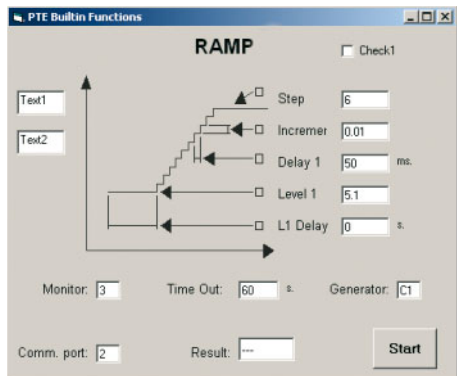 PTE Builtin Functions
RAMP
Check1
Text1
Text2
Step 6
Incremer 0.01
Delay 1 50 ms.
Level 1 5.1
L1 Delay 0 s.
Monitor: 3 Time Out: 60 s. Generator: C1
Comm. port: 2 Result: --- Start